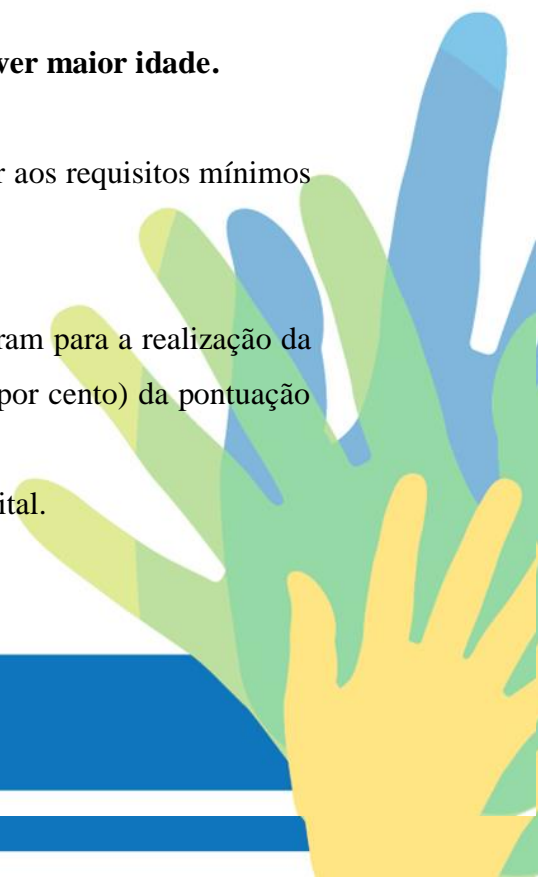 ver maior idade.
r aos requisitos mínimos
ram para a realização da
por cento) da pontuação
ital.